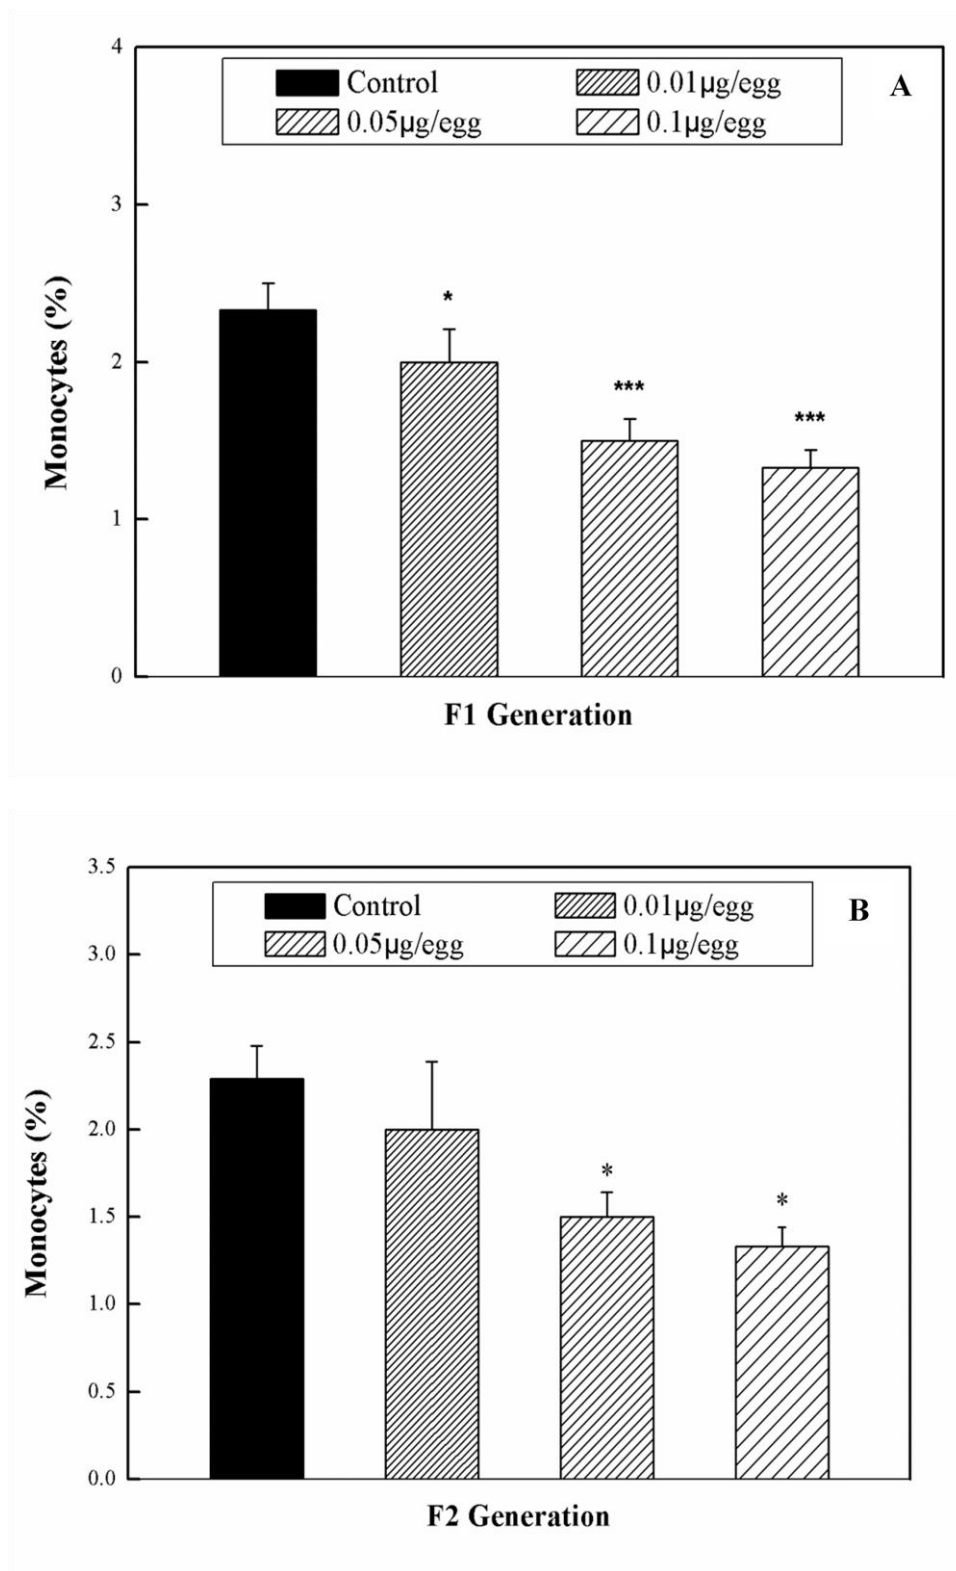 4
Control
0.01µg/egg
A
0.05µg/egg
0.1µg/egg
3
*
2
***
***
1
0
Monocytes (%)
F1 Generation
3.5
Control
0.01µg/egg
B
0.05µg/egg
0.1µg/egg
3.0
2.5
2.0
*
*
1.5
1.0
0.5
0.0
Monocytes (%)
F2 Generation